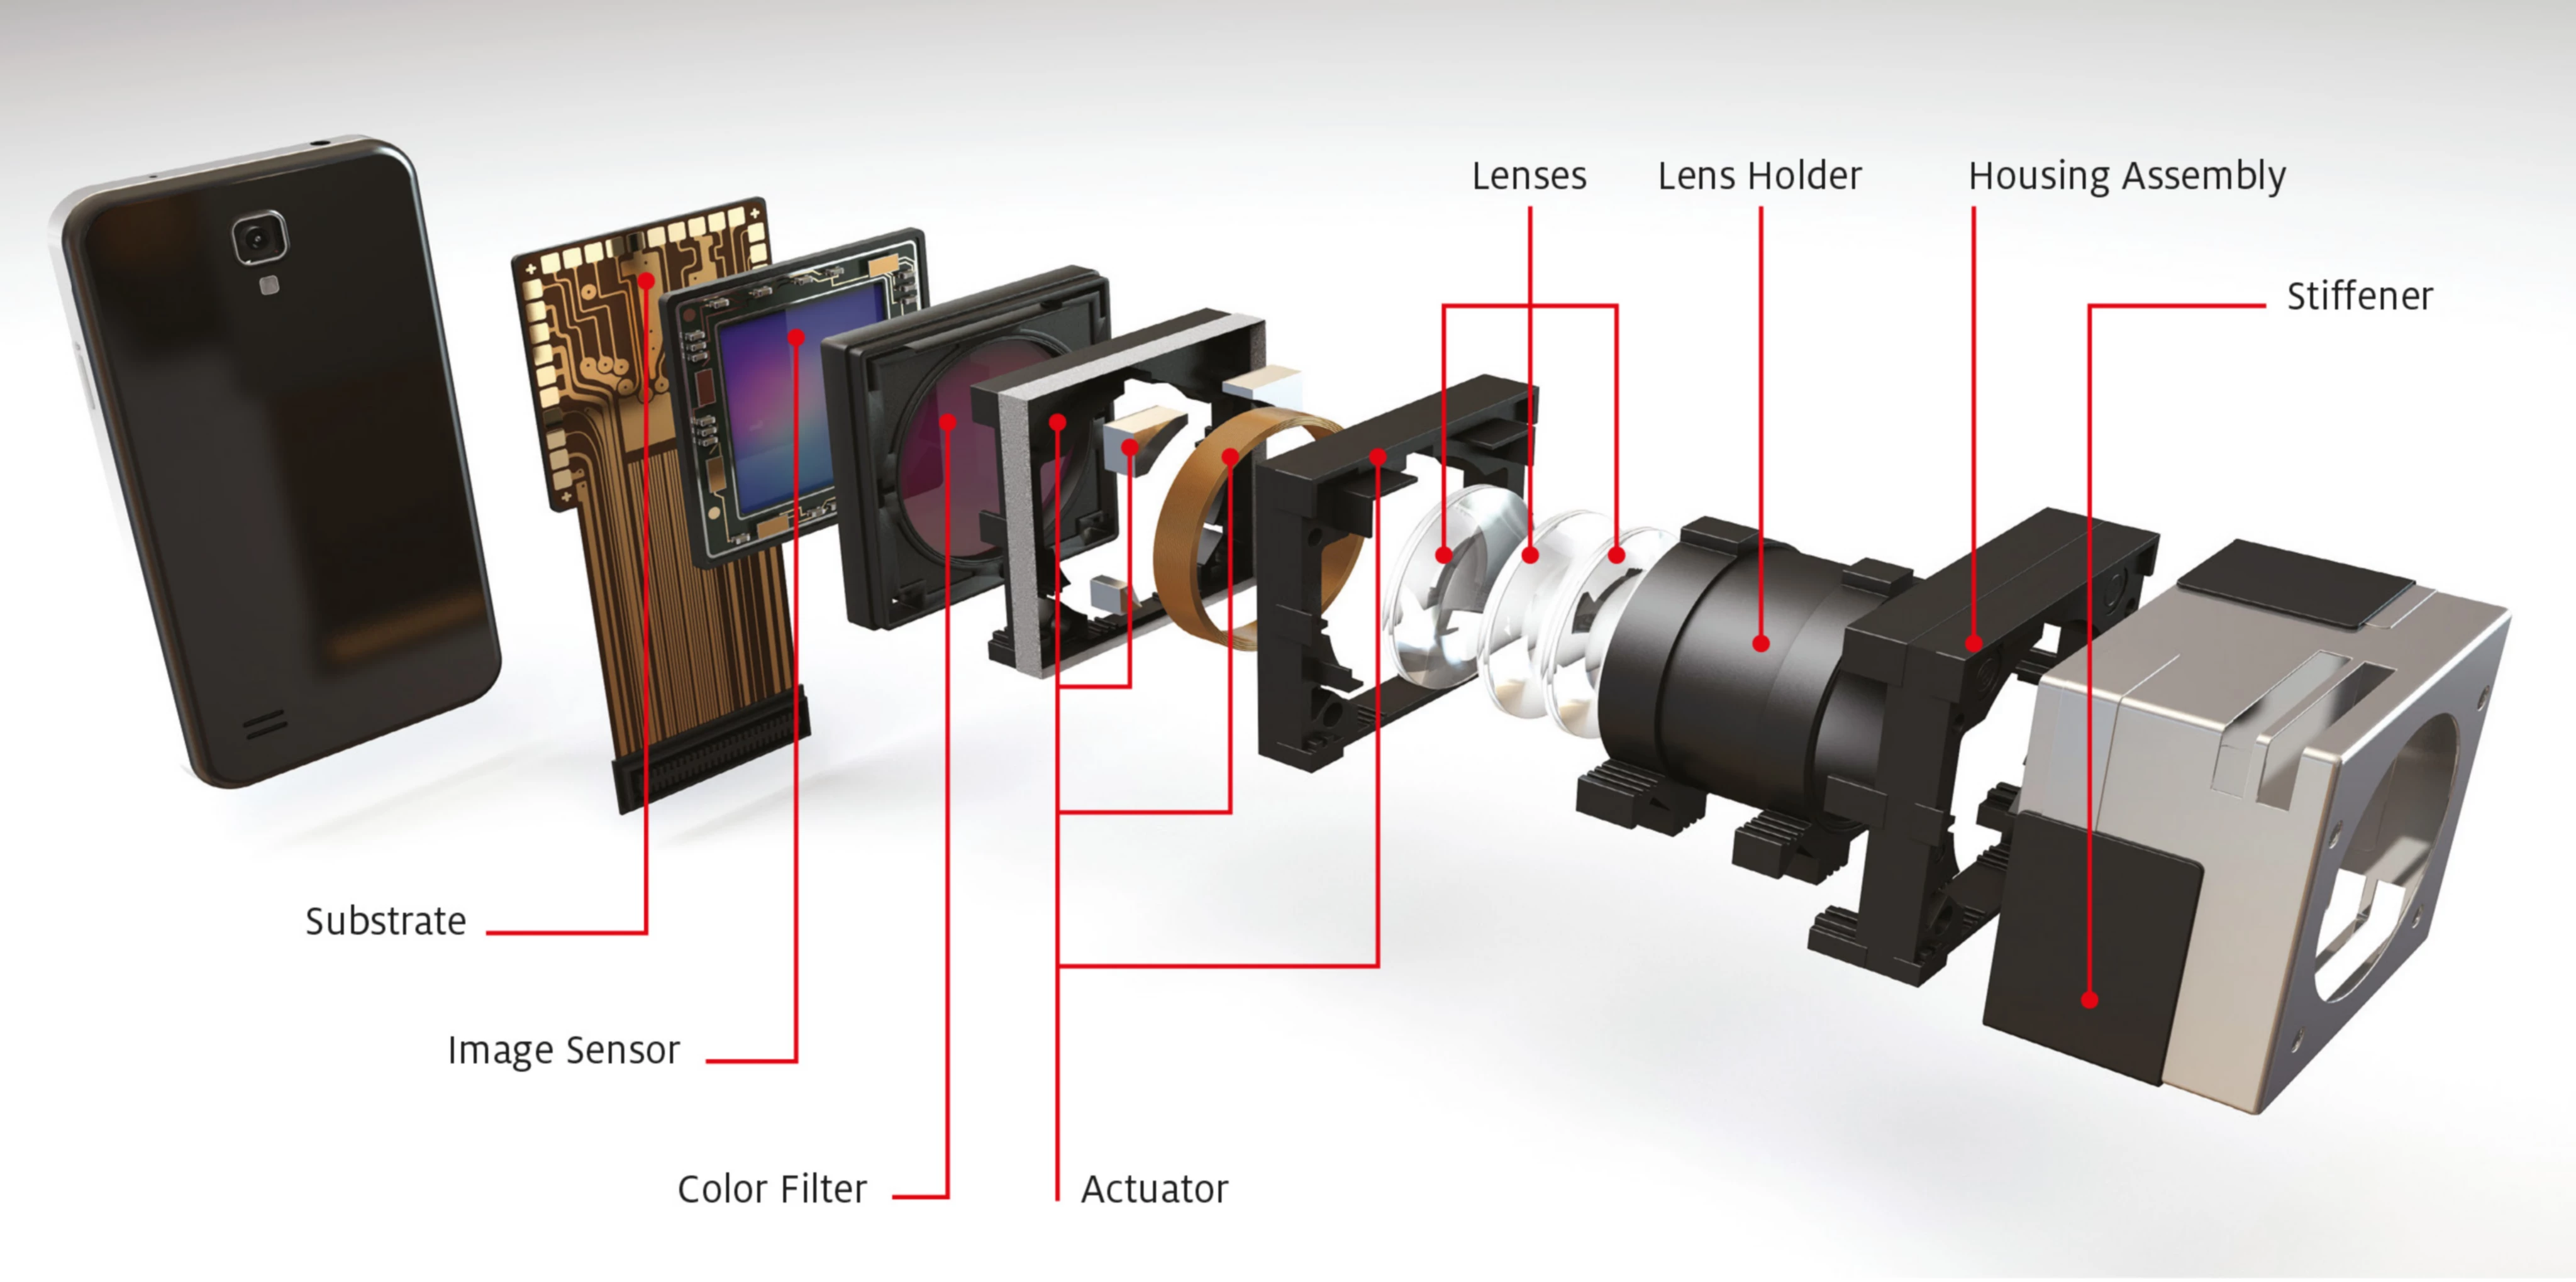 Lenses
Lens Holder
Housing Assembly
Stiffener
Substrate
Image Sensor
Color Filter
Actuator